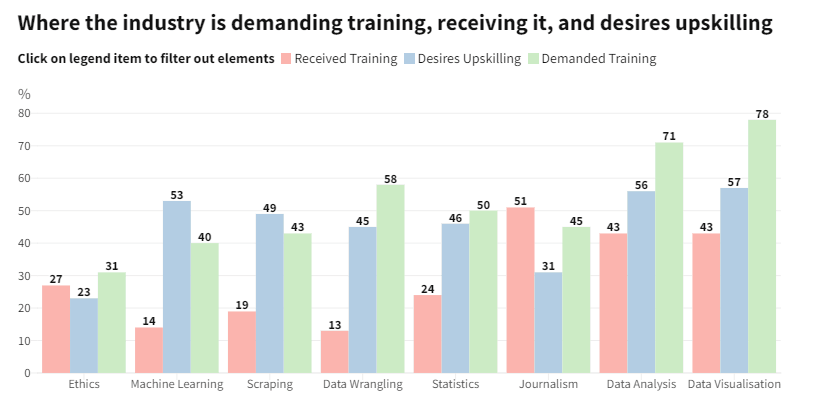 Where the industry is demanding training, receiving it, and desires upskilling
Click on legend item to filter out elements Received Training Desires Upskilling Demanded Training
%
80
70
60
50
40
30
20
10
0
27 23 31
14 53 40
19 49 43
13 45 58
24 46 50
51 31 45
43 56 71
43 57 78
Ethics Machine Learning Scraping Data Wrangling Statistics Journalism Data Analysis Data Visualisation